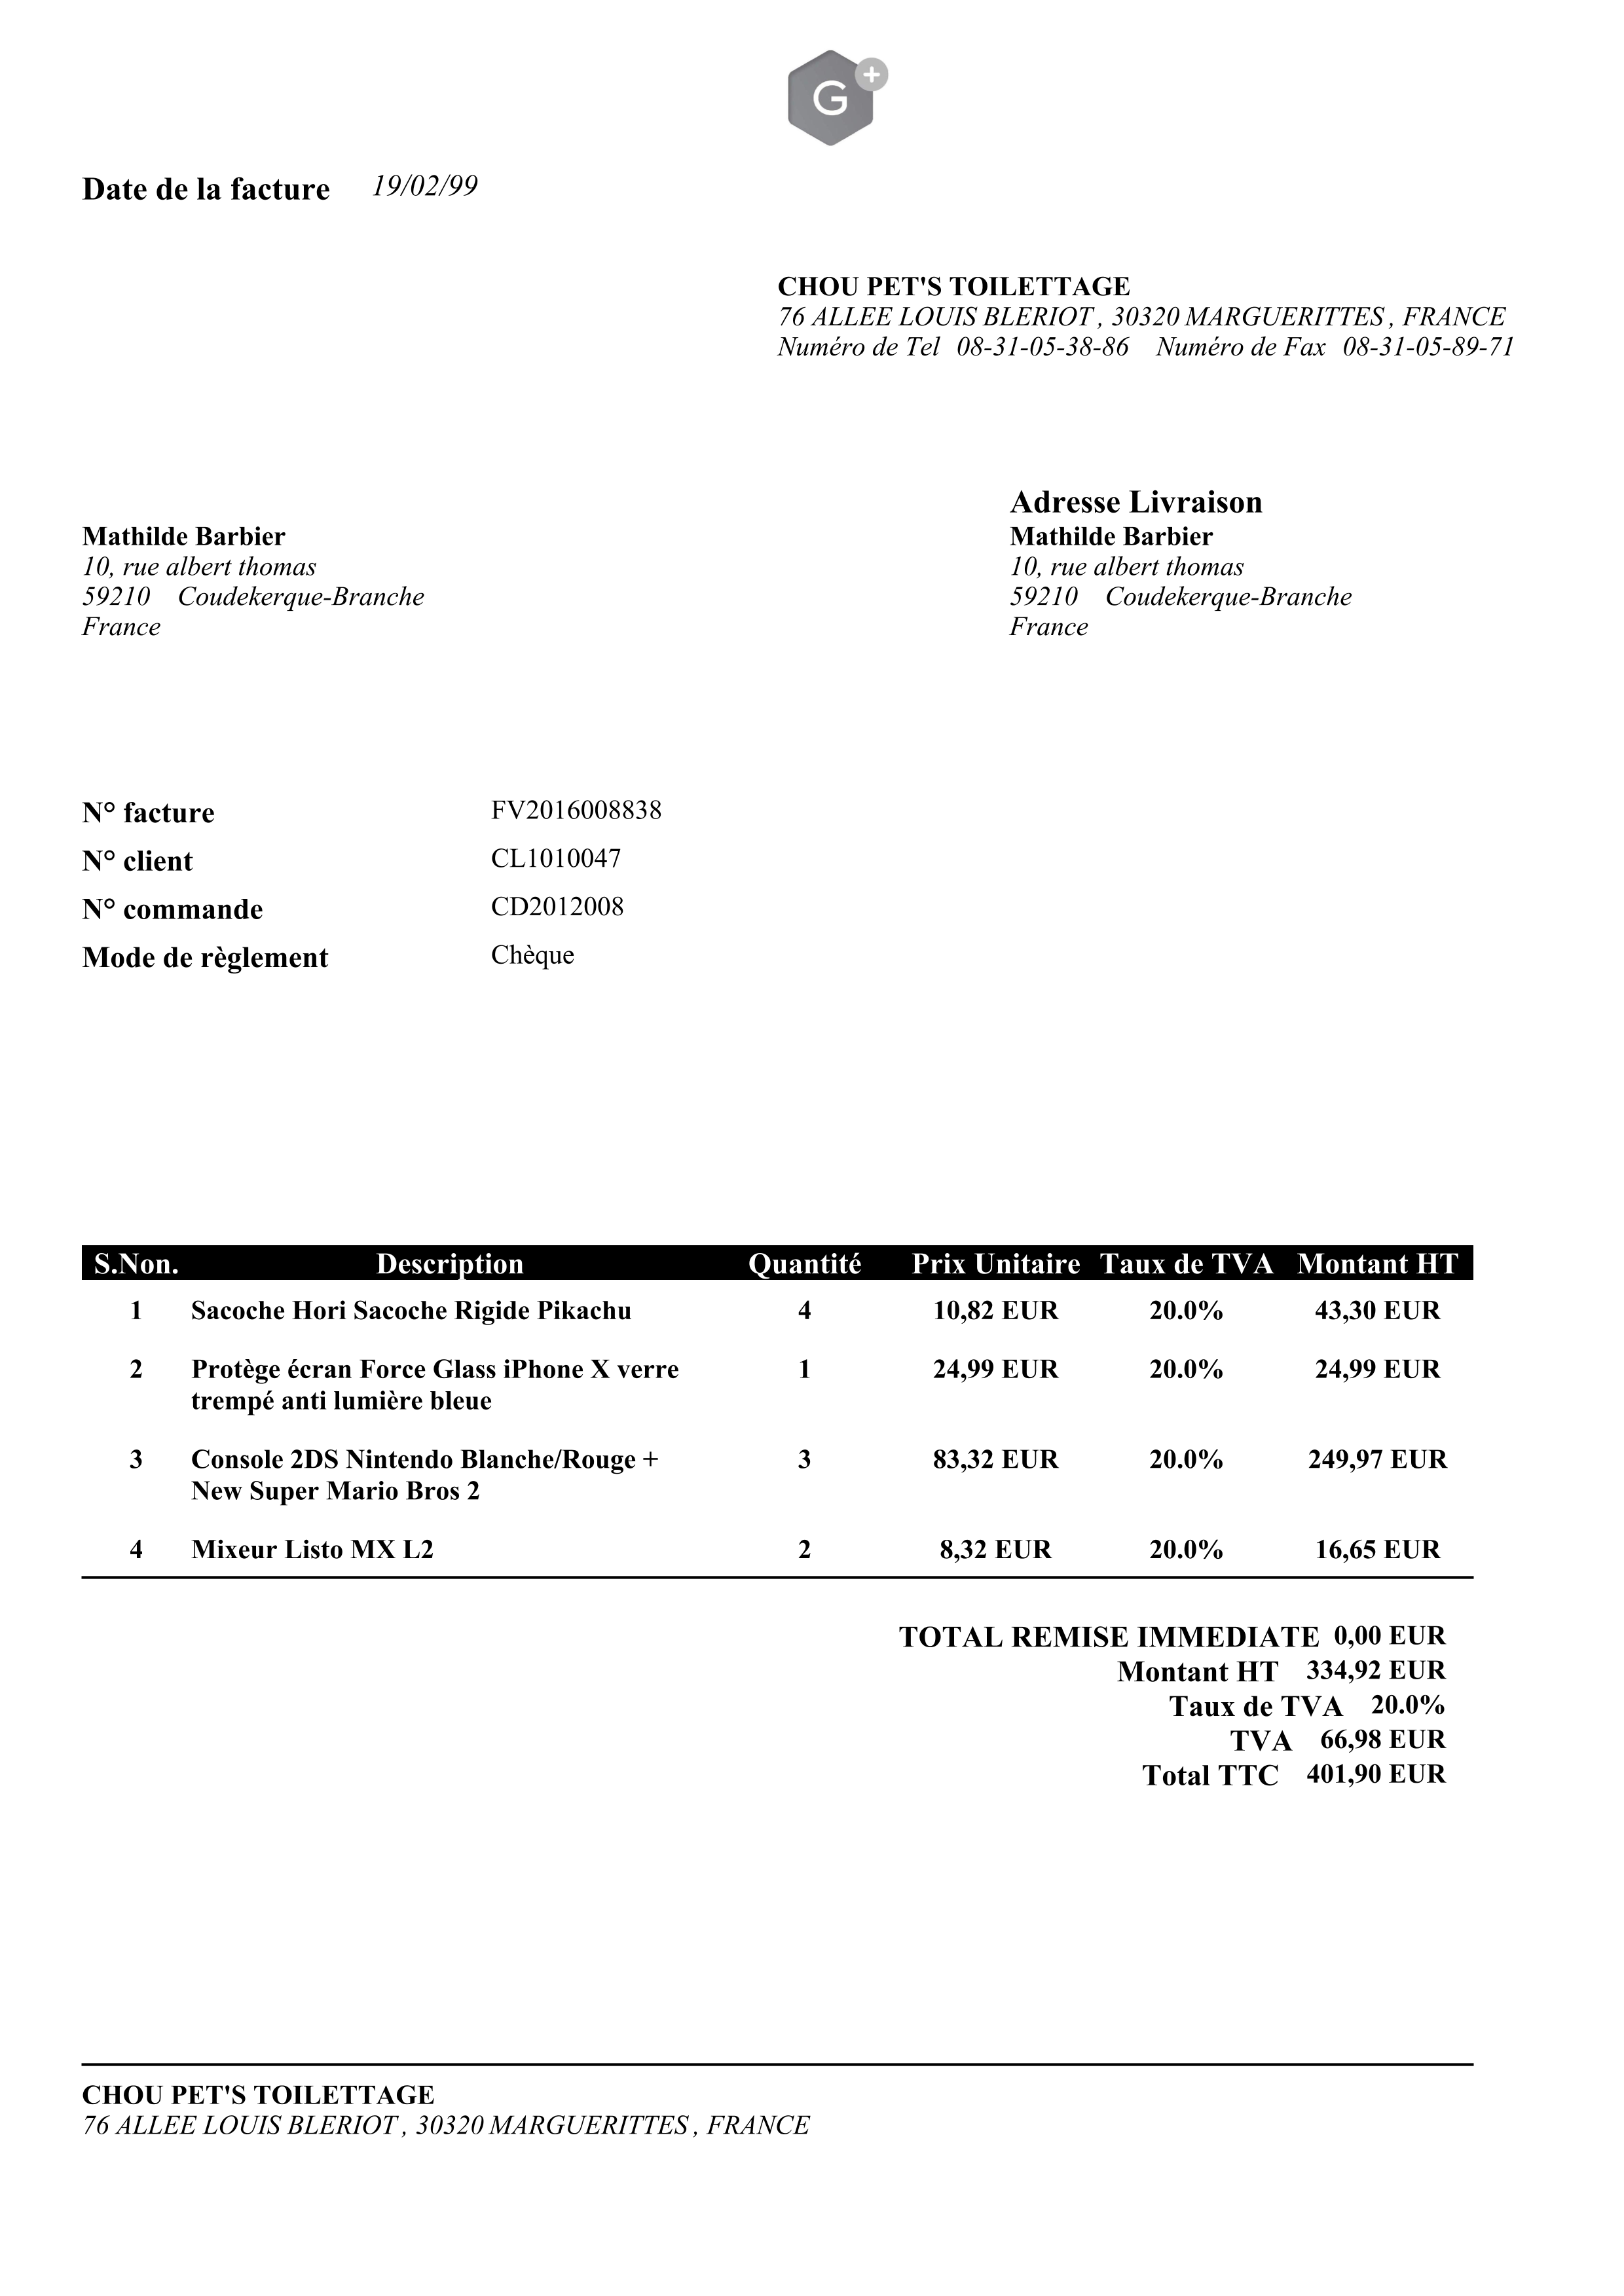 G+
Date de la facture 19/02/99
CHOU PET'S TOILETTAGE
76 ALLEE LOUIS BLERIOT , 30320 MARGUERITTES , FRANCE
Numéro de Tel 08-31-05-38-86 Numéro de Fax 08-31-05-89-71
Adresse Livraison
Mathilde Barbier Mathilde Barbier
10, rue albert thomas 10, rue albert thomas
59210 Coudekerque-Branche 59210 Coudekerque-Branche
France France
N° facture FV2016008838
N° client CL1010047
N° commande CD2012008
Mode de règlement Chèque
S.Non. Description Quantité Prix Unitaire Taux de TVA Montant HT
1 Sacoche Hori Sacoche Rigide Pikachu 4 10,82 EUR 20.0% 43,30 EUR
2 Protège écran Force Glass iPhone X verre 1 24,99 EUR 20.0% 24,99 EUR
trempé anti lumière bleue
3 Console 2DS Nintendo Blanche/Rouge + 3 83,32 EUR 20.0% 249,97 EUR
New Super Mario Bros 2
4 Mixeur Listo MX L2 2 8,32 EUR 20.0% 16,65 EUR
TOTAL REMISE IMMEDIATE 0,00 EUR
Montant HT 334,92 EUR
Taux de TVA 20.0%
TVA 66,98 EUR
Total TTC 401,90 EUR
CHOU PET'S TOILETTAGE
76 ALLEE LOUIS BLERIOT , 30320 MARGUERITTES , FRANCE